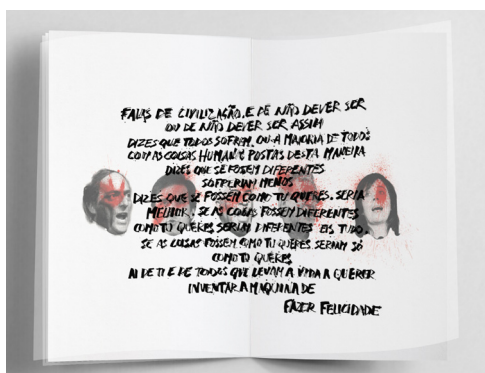 FALAS DE CIVILIZAÇÃO, E DE NÃO DEVER SER
OU DE NÃO DEVER SER ASSIM
DIZES QUE TODOS SOFREM, OU A MAIORIA DE TODOS
COM AS COISAS HUMANAS POSTAS DESTA MANEIRA
DIZES QUE SE FOSSEM DIFERENTES
SOFRERIAM MENOS
DIZES QUE SE FOSSEM COMO TU QUERES, SERIA
MELHOR. SE AS COISAS FOSSEM DIFERENTES
COMO TU QUERES SERIAM DIFERENTES EIS TUDO.
SE AS COISAS FOSSEM COMO TU QUERES SERIAM SÓ
COMO TU QUERES
AI DE TI E DE TODOS QUE LEVAM A VIDA A QUERER
INVENTAR A MÁQUINA DE
FAZER FELICIDADE